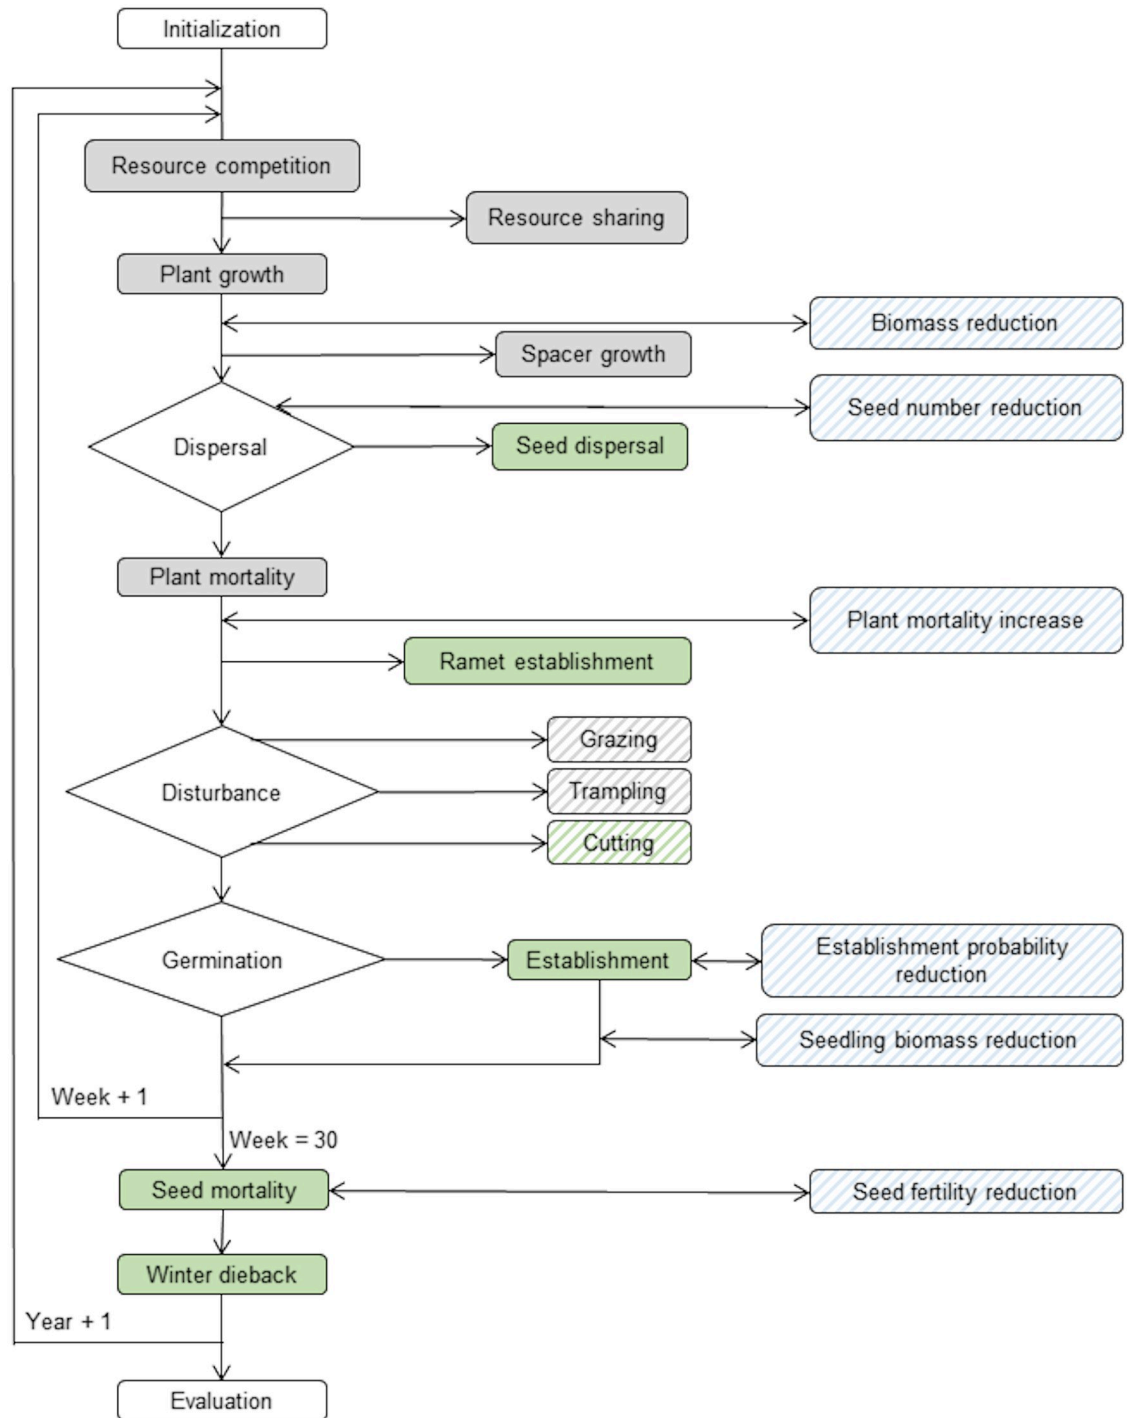 Initialization
Resource competition
Resource sharing
Plant growth
Biomass reduction
Spacer growth
Seed number reduction
Dispersal
Seed dispersal
Plant mortality
Plant mortality increase
Ramet establishment
Grazing
Disturbance
Trampling
Cutting
Germination
Establishment
Establishment probability
reduction
Seedling biomass reduction
Week + 1
Week = 30
Seed mortality
Seed fertility reduction
Winter dieback
Year + 1
Evaluation